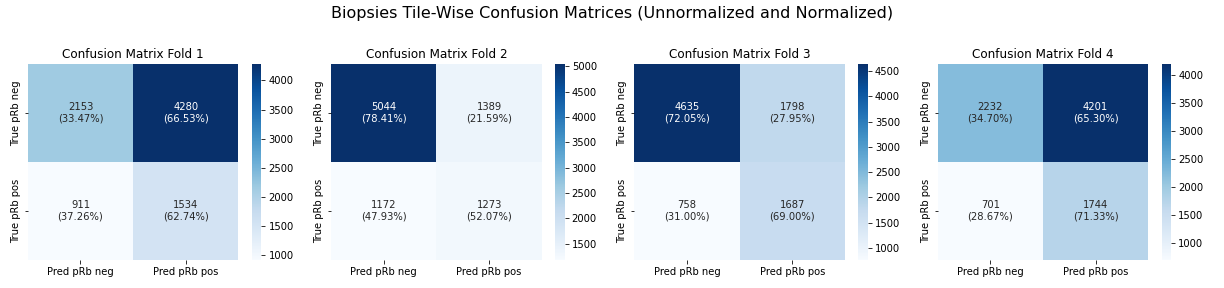 Biopsies Tile-Wise Confusion Matrices (Unnormalized and Normalized)
Confusion Matrix Fold 1
True pRb neg
True pRb pos
2153
(33.47%)
4280
(66.53%)
911
(37.26%)
1534
(62.74%)
Pred pRb neg
Pred pRb pos
4000
3500
3000
2500
2000
1500
1000
Confusion Matrix Fold 2
True pRb neg
True pRb pos
5044
(78.41%)
1389
(21.59%)
1172
(47.93%)
1273
(52.07%)
Pred pRb neg
Pred pRb pos
5000
4500
4000
3500
3000
2500
2000
1500
Confusion Matrix Fold 3
True pRb neg
True pRb pos
4635
(72.05%)
1798
(27.95%)
758
(31.00%)
1687
(69.00%)
Pred pRb neg
Pred pRb pos
4500
4000
3500
3000
2500
2000
1500
1000
Confusion Matrix Fold 4
True pRb neg
True pRb pos
2232
(34.70%)
4201
(65.30%)
701
(28.67%)
1744
(71.33%)
Pred pRb neg
Pred pRb pos
4000
3500
3000
2500
2000
1500
1000